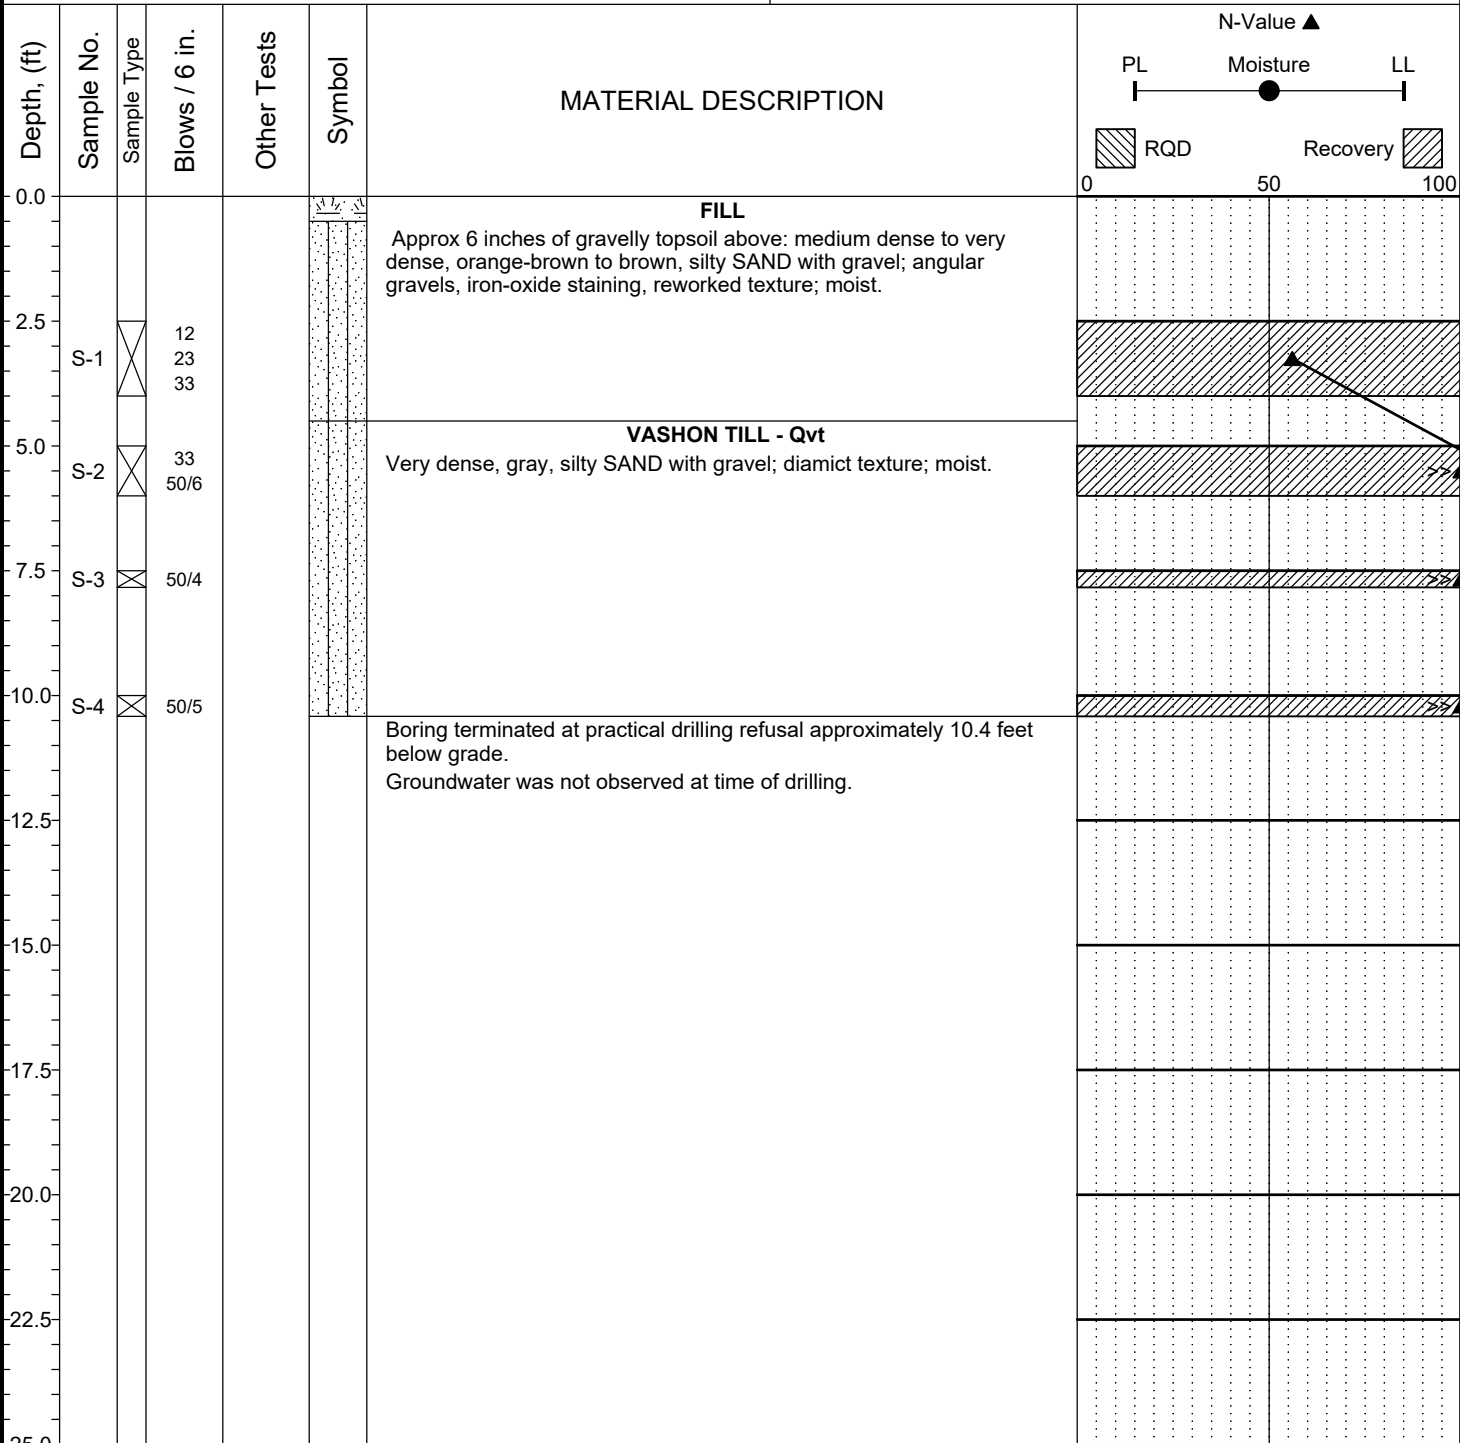 Depth, (ft)
Sample No.
Sample Type
Blows / 6 in.
Other Tests
Symbol
MATERIAL DESCRIPTION
N-Value ▲
PL Moisture LL
RQD Recovery
0 50 100
0.0
FILL
Approx 6 inches of gravelly topsoil above: medium dense to very
dense, orange-brown to brown, silty SAND with gravel; angular
gravels, iron-oxide staining, reworked texture; moist.
2.5
S-1
12
23
33
VASHON TILL - Qvt
5.0
Very dense, gray, silty SAND with gravel; diamict texture; moist.
S-2
33
50/6
>>▲
7.5
S-3 50/4 >>▲
10.0
S-4 50/5 >>▲
Boring terminated at practical drilling refusal approximately 10.4 feet
below grade.
Groundwater was not observed at time of drilling.
12.5
15.0
17.5
20.0
22.5
25.0